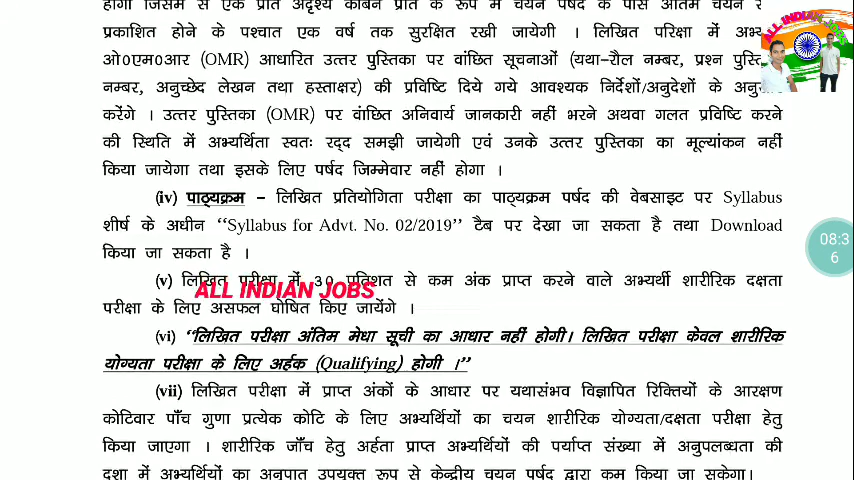 होगी जिसमें से एक प्रति अदृश्य कार्बन प्रति के रूप में चयन पर्षद के पास अंतिम चयन
प्रकाशित होने के पश्चात एक वर्ष तक सुरक्षित रखी जायेगी । लिखित परिक्षा में
ओ0एम0आर (OMR) आधारित उत्तर पुस्तिका पर वांछित सूचनाओं (यथा–रौल नम्बर, प्रश्न
नम्बर, अनुच्छेद लेखन तथा हस्ताक्षर) की प्रविष्टि दिये गये आवश्यक निर्देशों/अनुदेशों के
करेंगे । उत्तर पुस्तिका (OMR) पर वांछित अनिवार्य जानकारी नहीं भरने अथवा गलत प्रविष्टि करने
की स्थिति में अभ्यर्थिता स्वतः रद्द समझी जायेगी एवं उनके उत्तर पुस्तिका का मूल्यांकन नहीं
किया जायेगा तथा इसके लिए पर्षद जिम्मेवार नहीं होगा ।
(iv) पाठ्यक्रम – लिखित प्रतियोगिता परीक्षा का पाठ्यक्रम पर्षद की वेबसाइट पर Syllabus
शीर्ष के अधीन “Syllabus for Advt. No. 02/2019” टैब पर देखा जा सकता है तथा Download
किया जा सकता है ।
(v) लिखित परीक्षा में 30 प्रतिशत से कम अंक प्राप्त करने वाले अभ्यर्थी शारीरिक दक्षता
परीक्षा के लिए असफल घोषित किए जायेंगे ।
(vi) “लिखित परीक्षा अंतिम मेधा सूची का आधार नहीं होगी। लिखित परीक्षा केवल शारीरिक
योग्यता परीक्षा के लिए अर्हक (Qualifying) होगी ।”
(vii) लिखित परीक्षा में प्राप्त अंकों के आधार पर यथासंभव विज्ञापित रिक्तियों के आरक्षण
कोटिवार पाँच गुणा प्रत्येक कोटि के लिए अभ्यर्थियों का चयन शारीरिक योग्यता/दक्षता परीक्षा हेतु
किया जाएगा । शारीरिक जाँच हेतु अर्हता प्राप्त अभ्यर्थियों की पर्याप्त संख्या में अनुपलब्धता की
दशा में अभ्यर्थियों का अनुपात उपयुक्त रूप से केन्द्रीय चयन पर्षद द्वारा कम किया जा सकेगा।
ALL INDIAN JOBS
ALL INDIAN JOBS
08:3
6